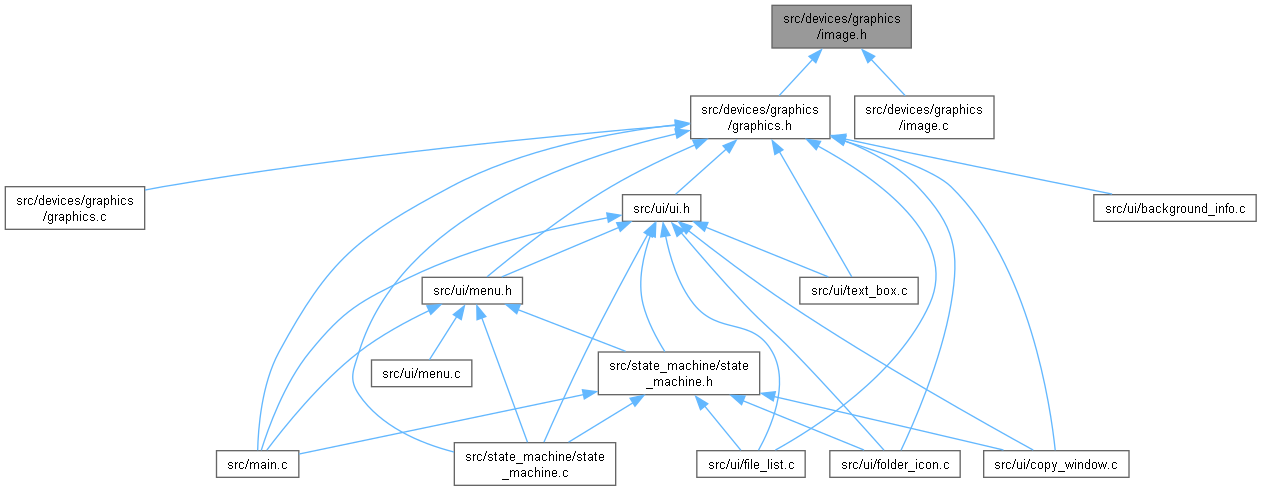 src/devices/graphics
/image.h
src/devices/graphics
/graphics.h
src/devices/graphics
/image.c
src/devices/graphics
/graphics.c
src/ui/ui.h
src/ui/background_info.c
src/ui/menu.h
src/ui/text_box.c
src/ui/menu.c
src/state_machine/state
_machine.h
src/main.c
src/state_machine/state
_machine.c
src/ui/file_list.c
src/ui/folder_icon.c
src/ui/copy_window.c